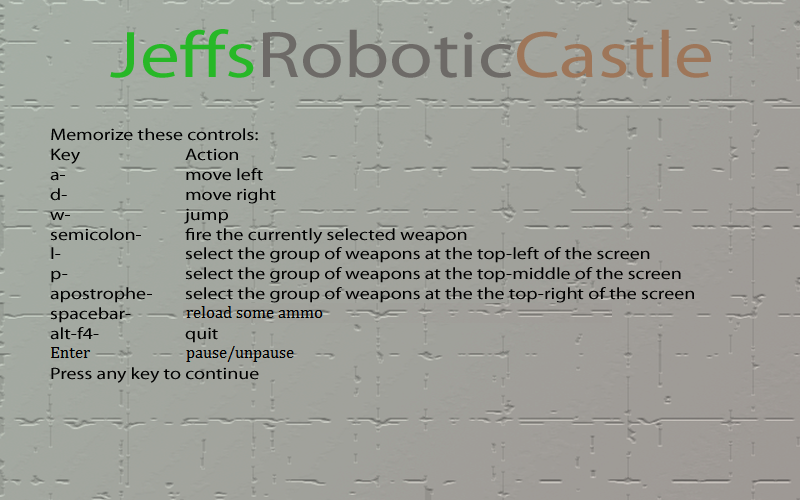 JeffsRoboticCastle
Memorize these controls:
Key Action
a- move left
d- move right
w- jump
semicolon- fire the currently selected weapon
l- select the group of weapons at the top-left of the screen
p- select the group of weapons at the top-middle of the screen
apostrophe- select the group of weapons at the the top-right of the screen
spacebar- reload some ammo
alt-f4- quit
Enter pause/unpause
Press any key to continue